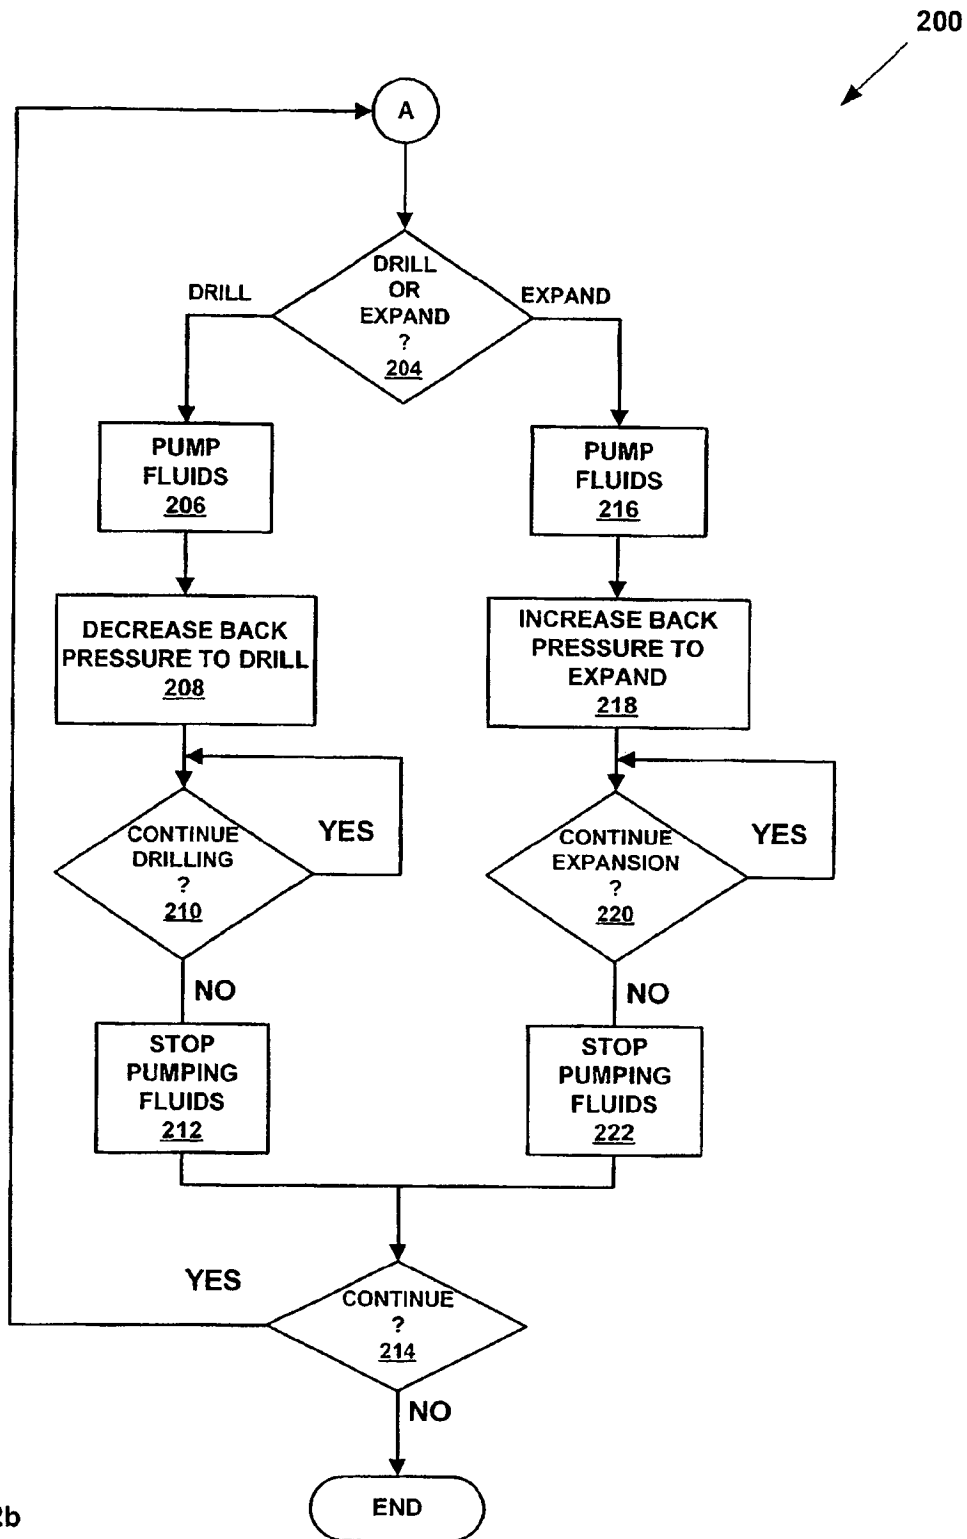 200
A
DRILL
OR
EXPAND
?
204
DRILL
EXPAND
PUMP
FLUIDS
206
PUMP
FLUIDS
216
DECREASE BACK
PRESSURE TO DRILL
208
INCREASE BACK
PRESSURE TO
EXPAND
218
CONTINUE
DRILLING
?
210
YES
CONTINUE
EXPANSION
?
220
YES
NO
NO
STOP
PUMPING
FLUIDS
212
STOP
PUMPING
FLUIDS
222
YES
CONTINUE
?
214
NO
END